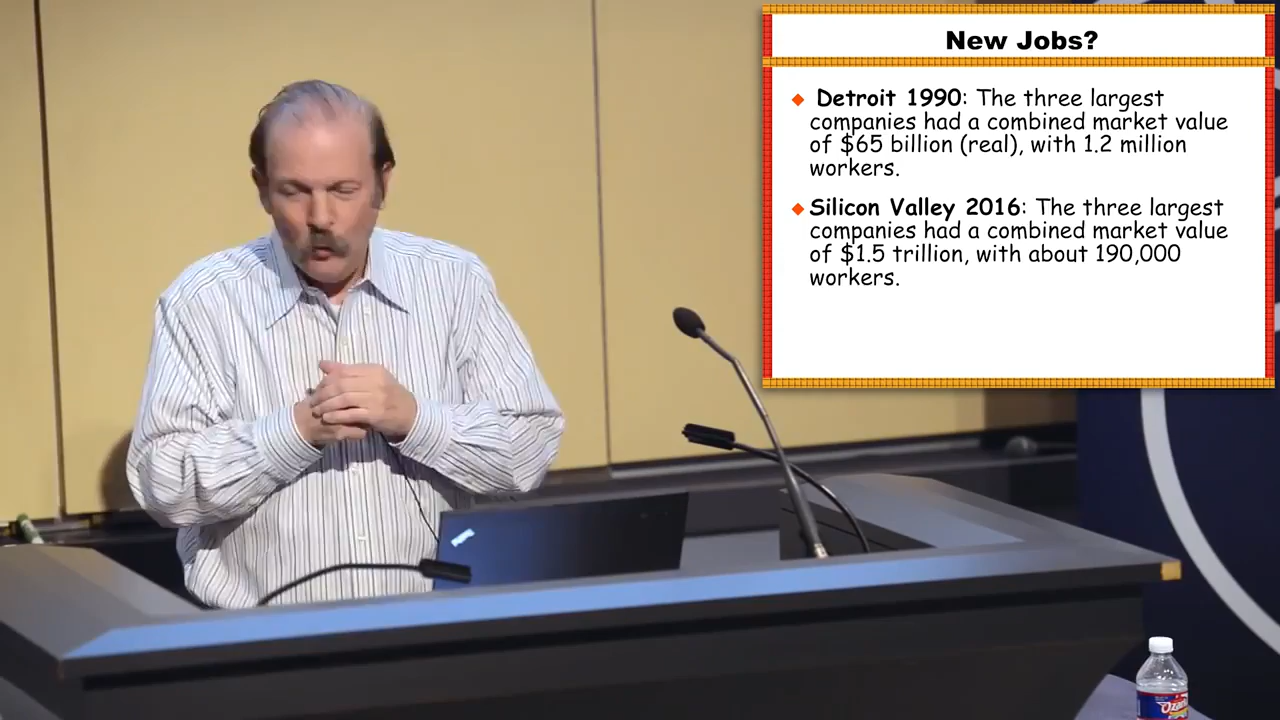 New Jobs?
Detroit 1990: The three largest
companies had a combined market value
of $65 billion (real), with 1.2 million
workers.
Silicon Valley 2016: The three largest
companies had a combined market value
of $1.5 trillion, with about 190,000
workers.